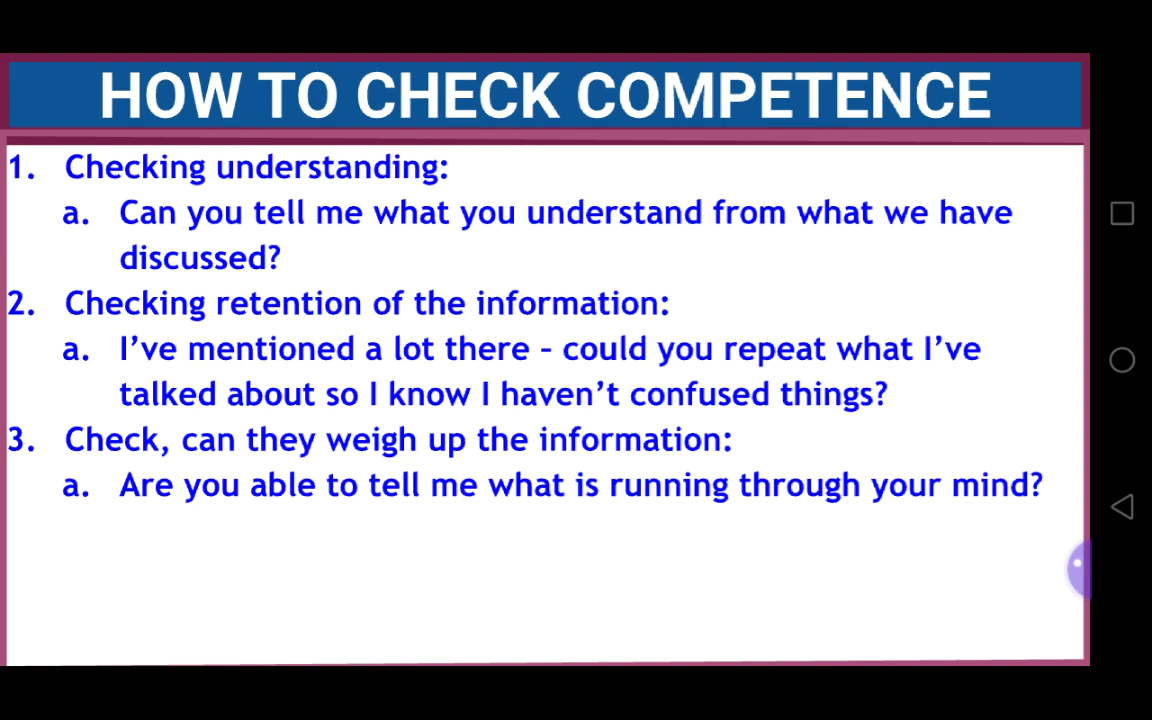 HOW TO CHECK COMPETENCE
1. Checking understanding:
a. Can you tell me what you understand from what we have
discussed?
2. Checking retention of the information:
a. I’ve mentioned a lot there – could you repeat what I’ve
talked about so I know I haven’t confused things?
3. Check, can they weigh up the information:
a. Are you able to tell me what is running through your mind?